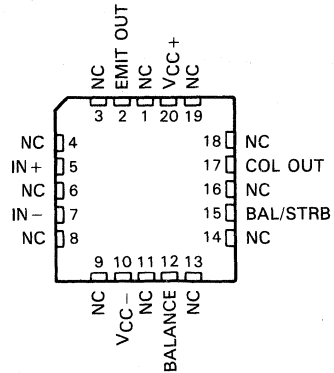 NC
EMIT OUT
NC
VCC+
NC
3 2 1 20 19
NC 4
IN+ 5
NC 6
IN- 7
NC 8
18 NC
17 COL OUT
16 NC
15 BAL/STRB
14 NC
9 10 11 12 13
NC
VCC-
NC
BALANCE
NC